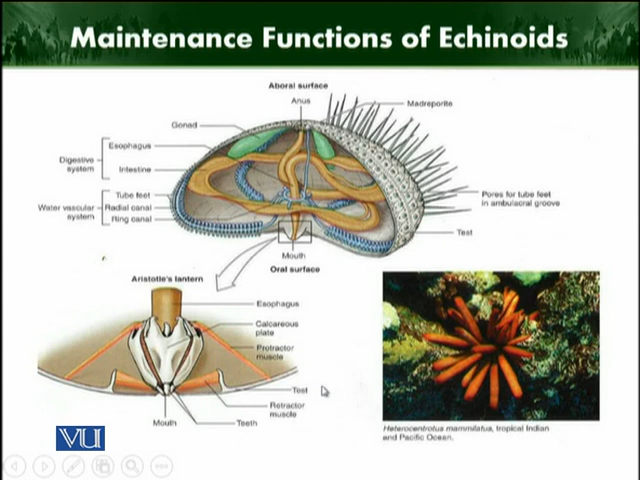 Maintenance Functions of Echinoids
Aboral surface
Anus
Madreporite
Gonad
Esophagus
Digestive
system
Intestine
Tube feet
Water vascular
system
Radial canal
Ring canal
Pores for tube feet
in ambulacral groove
Test
Mouth
Oral surface
Aristotle's lantern
Esophagus
Calcareous
plate
Protractor
muscle
Test
Retractor
muscle
Mouth
Teeth
Heterocentrotus mammilatus, tropical Indian
and Pacific Ocean.
VU